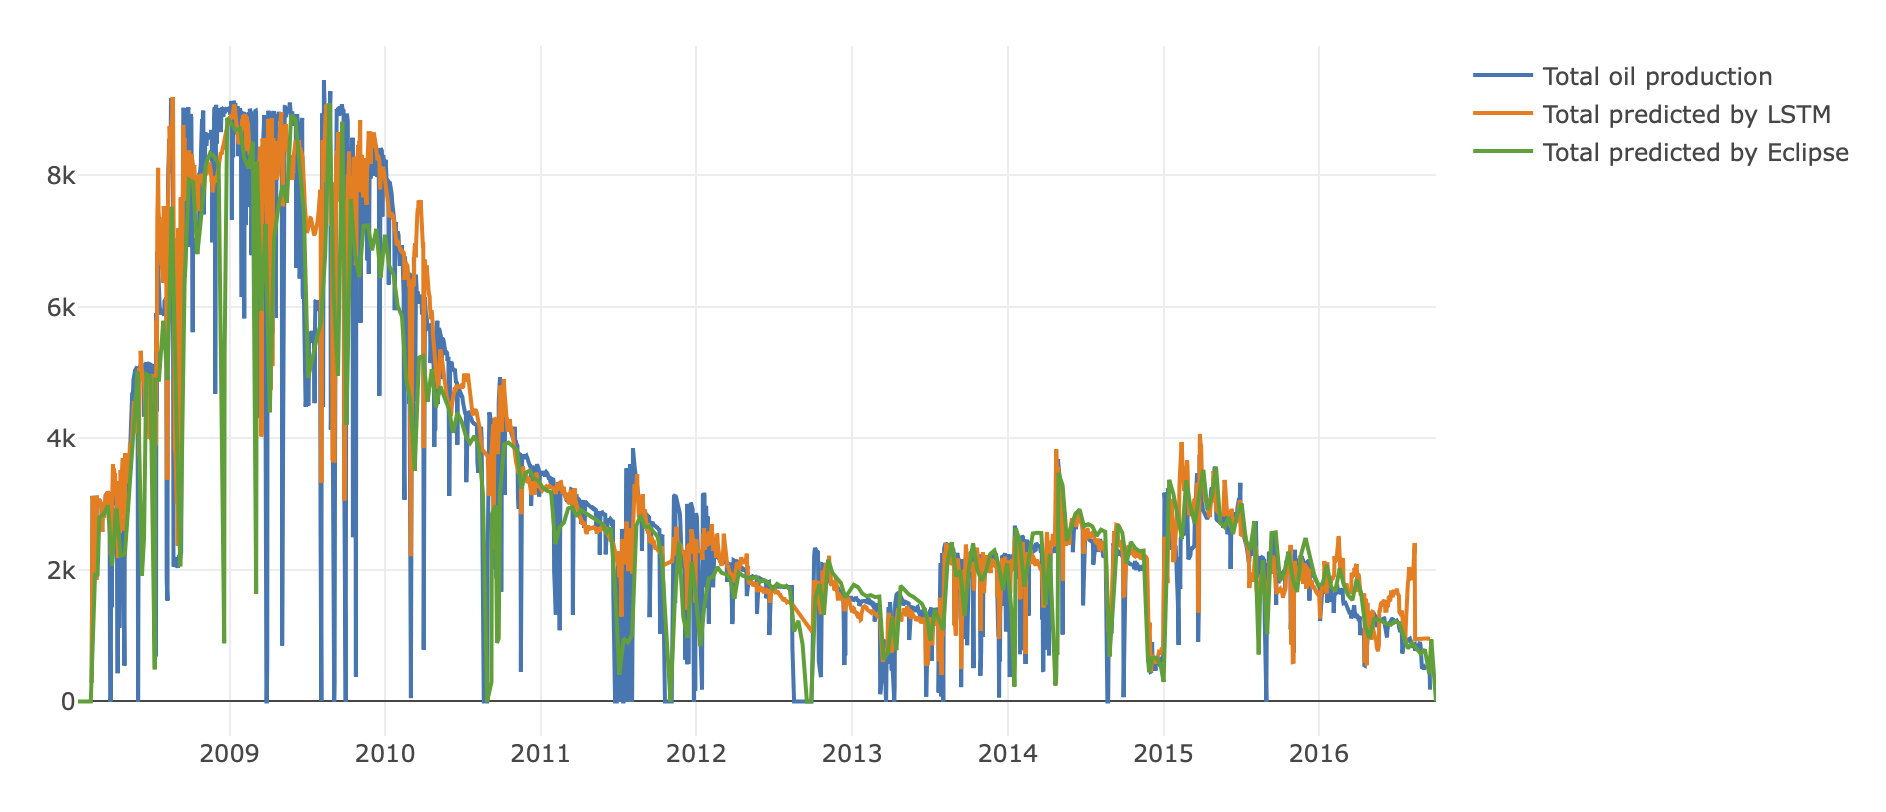 Total oil production
Total predicted by LSTM
Total predicted by Eclipse
8k
6k
4k
2k
0
2009 2010 2011 2012 2013 2014 2015 2016